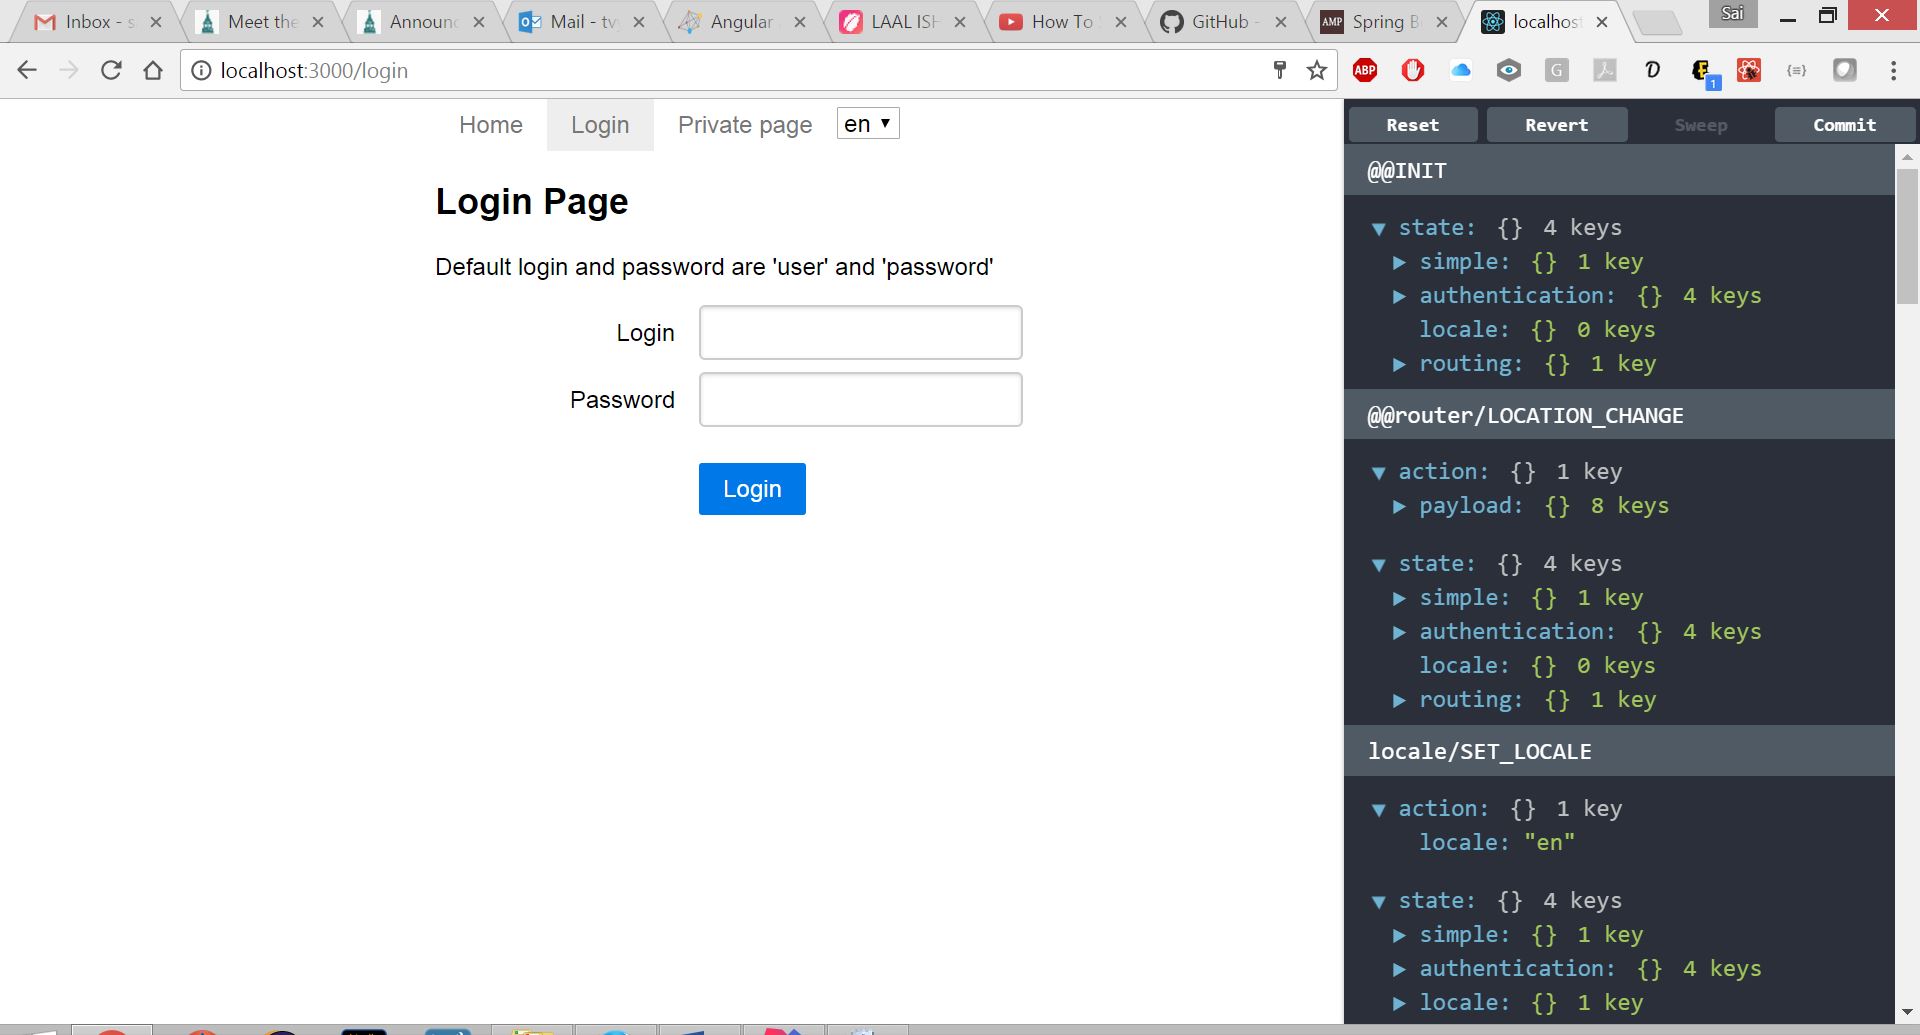 Inbox - s
Meet the
Announc
Mail - tvy
Angular
LAAL ISH
How To
GitHub -
AMP
Spring B
localhost
Sai
localhost:3000/login
ABP
G
1
Home
Login
Private page
en
Reset
Revert
Sweep
Commit
Login Page
Default login and password are 'user' and 'password'
Login
Password
Login
@@INIT
state: {} 4 keys
simple: {} 1 key
authentication: {} 4 keys
locale: {} 0 keys
routing: {} 1 key
@@router/LOCATION_CHANGE
action: {} 1 key
payload: {} 8 keys
state: {} 4 keys
simple: {} 1 key
authentication: {} 4 keys
locale: {} 0 keys
routing: {} 1 key
locale/SET_LOCALE
action: {} 1 key
locale: "en"
state: {} 4 keys
simple: {} 1 key
authentication: {} 4 keys
locale: {} 1 key